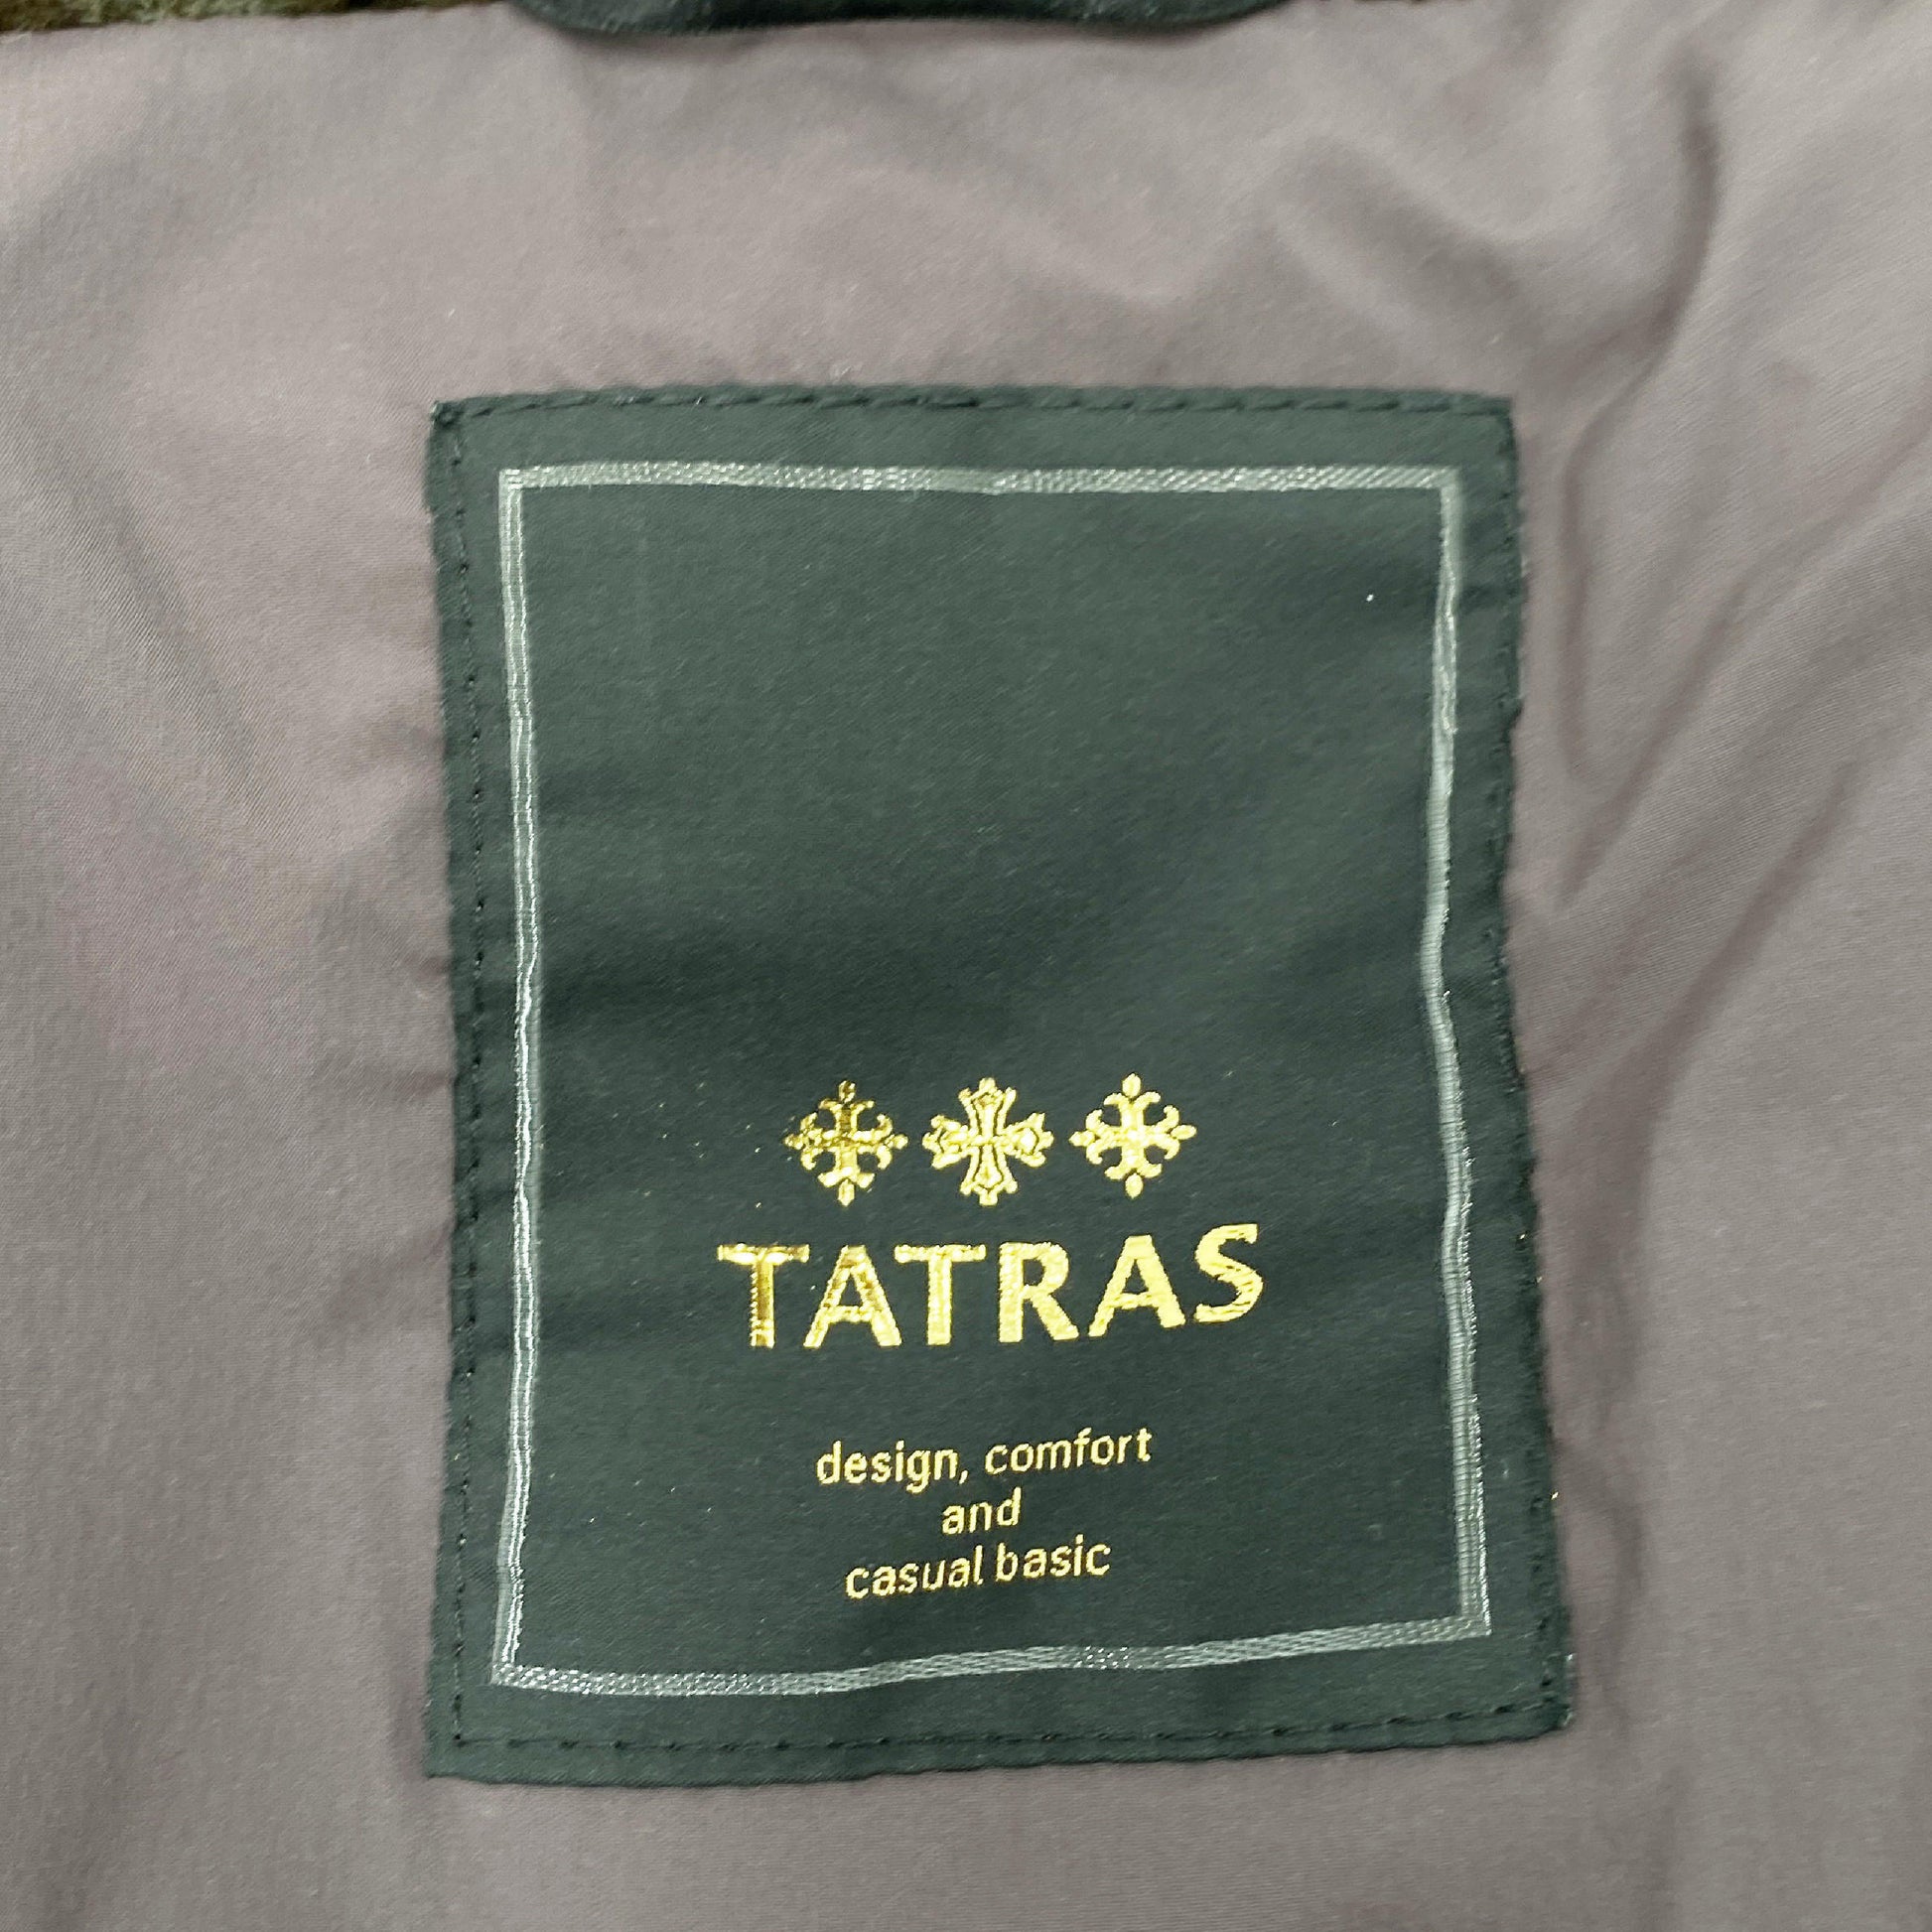 TATRAS
design, comfort
and
casual basic